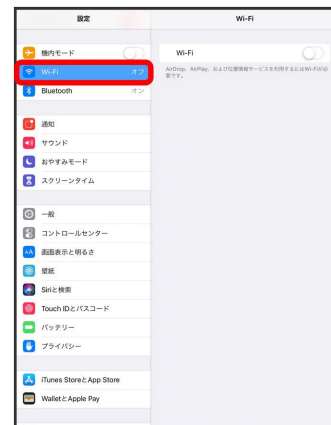 設定
Wi-Fi
機内モード
Wi-Fi
オフ
Bluetooth
オン
通知
サウンド
おやすみモード
スクリーンタイム
一般
コントロールセンター
AA
画面表示と明るさ
壁紙
Siriと検索
Touch IDとパスコード
バッテリー
プライバシー
iTunes StoreとApp Store
WalletとApple Pay
Wi-Fi
AirDrop、AirPlay、および位置情報サービスを利用するにはWi-Fiが必
要です。